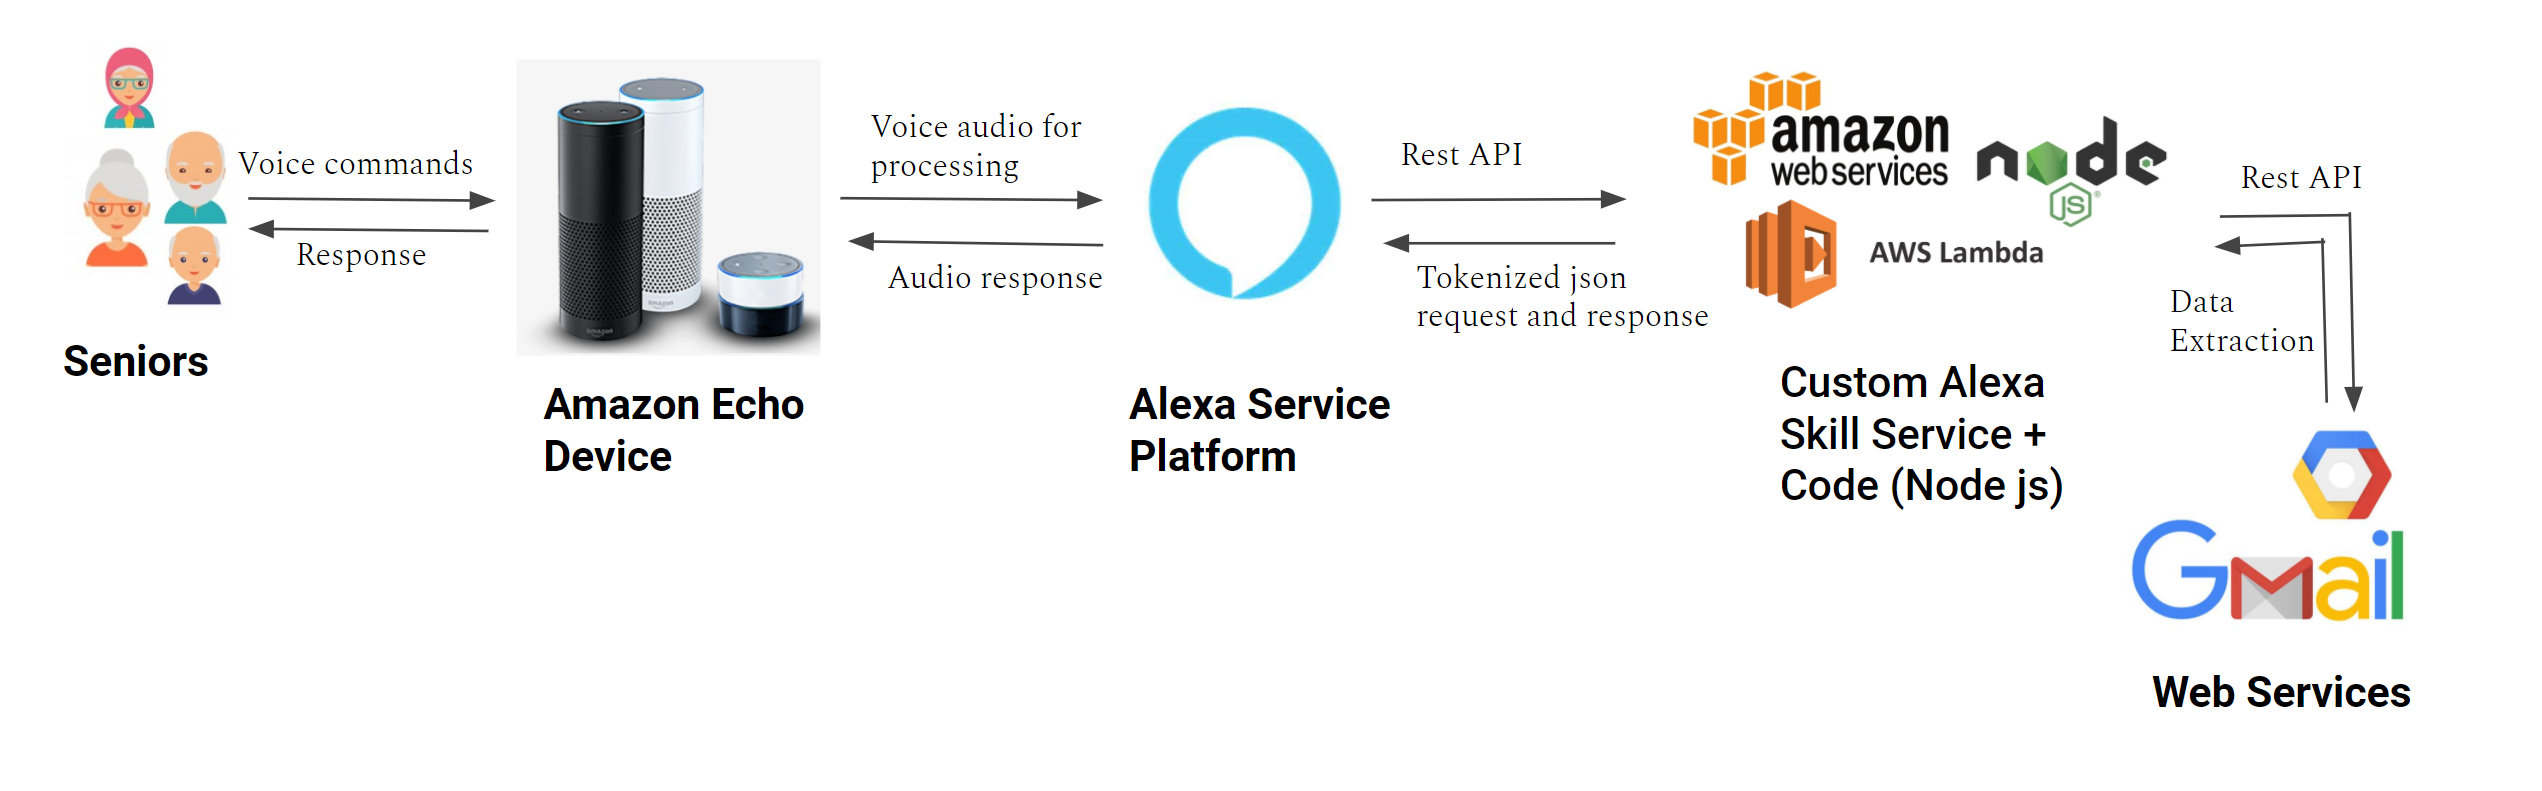 Voice commands
Response
Seniors
amazon
amazon
Amazon Echo
Device
Voice audio for
processing
Audio response
Alexa Service
Platform
Rest API
Tokenized json
request and response
amazon
web services
node
JS
®
AWS Lambda
Custom Alexa
Skill Service +
Code (Node js)
Rest API
Data
Extraction
Gmail
Web Services